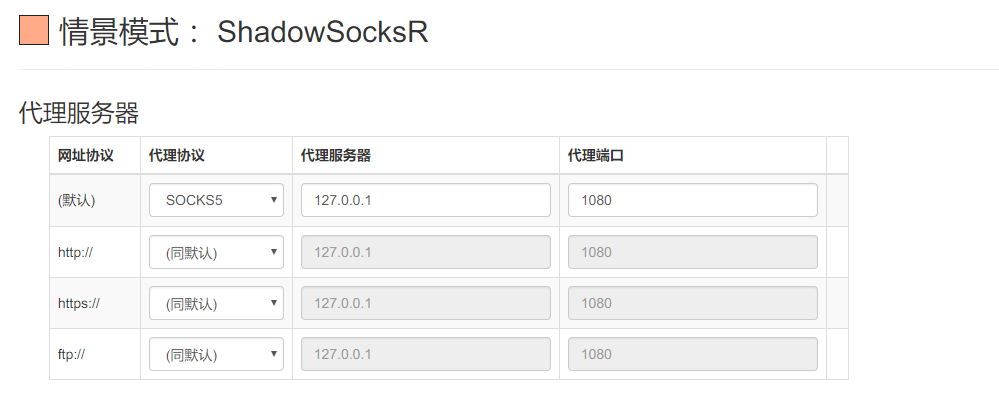 情景模式： ShadowSocksR
代理服务器
网址协议 代理协议 代理服务器 代理端口
(默认) SOCKS5 127.0.0.1 1080
http:// (同默认) 127.0.0.1 1080
https:// (同默认) 127.0.0.1 1080
ftp:// (同默认) 127.0.0.1 1080